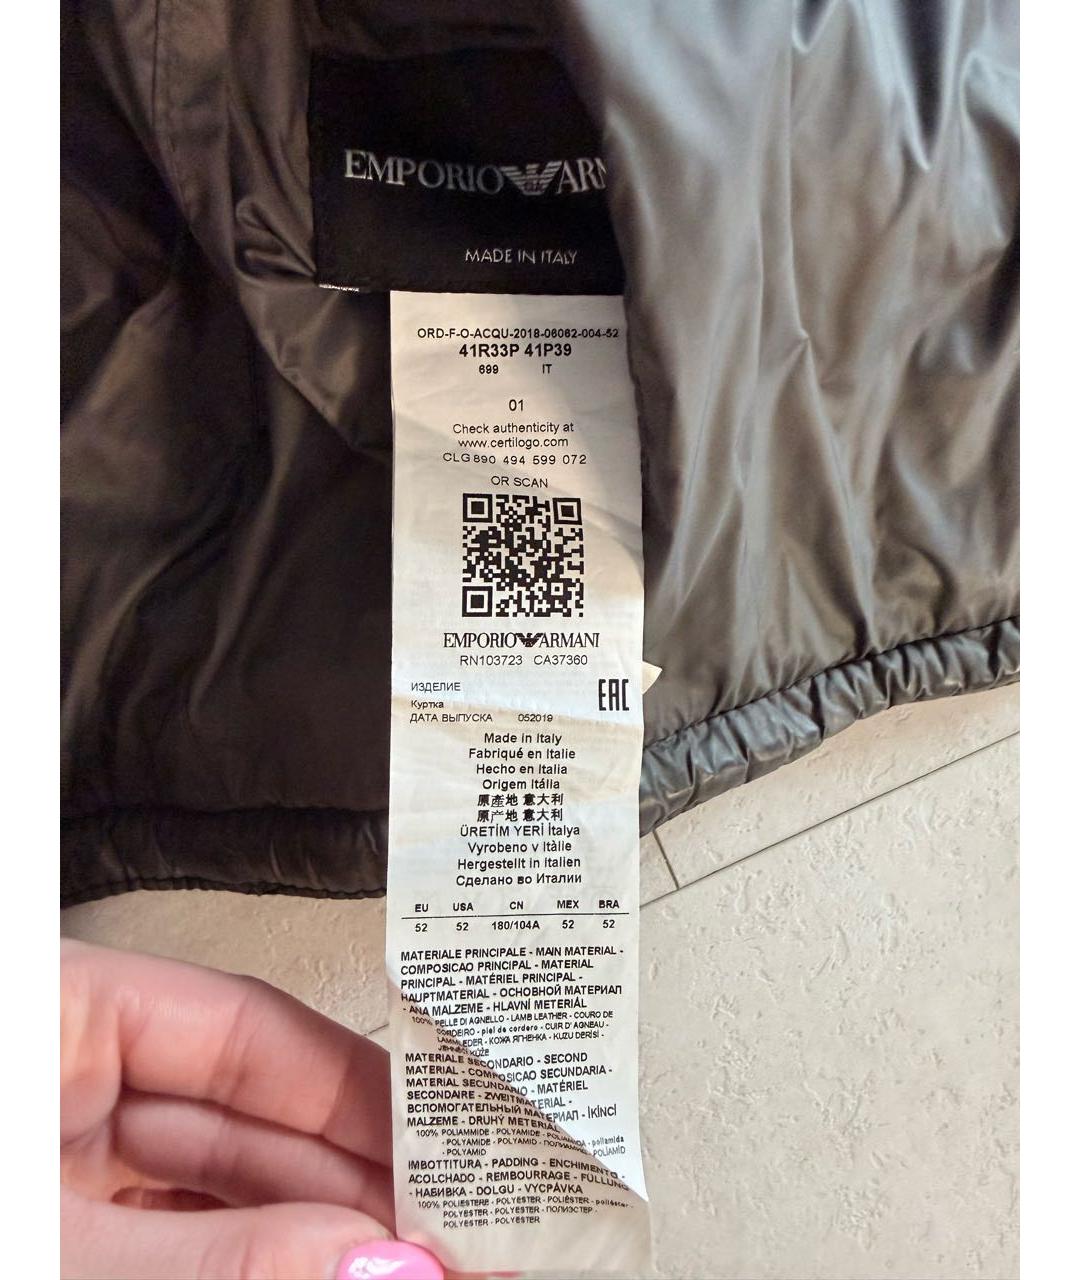 EMPORIO ARM
MADE IN ITALY
ORD-F-O-ACQU-2018-06062-004-52
41R33P 41P39
699 IT
01
Check authenticity at
www.certilogo.com
CLG 890 494 599 072
OR SCAN
EMPORIO ARMANI
RN103723 CA37360
ИЗДЕЛИЕ EAC
Куртка
ДАТА ВЫПУСКА 052019
Made in Italy
Fabriqué en Italie
Hecho en Italia
Origem Itália
原產地 意大利
原产地 意大利
ÜRETİM YERİ İtalya
Vyrobeno v Itàlie
Hergestellt in Italien
Сделано во Италии
EU USA CN MEX BRA
52 52 180/104A 52 52
MATERIALE PRINCIPALE - MAIN MATERIAL -
COMPOSICAO PRINCIPAL - MATERIAL
PRINCIPAL - MATÉRIEL PRINCIPAL -
HAUPTMATERIAL - ОСНОВНОЙ МАТЕРИАЛ
- ANA MALZEME - HLAVNÍ METERIÁL
100% PELLE DI AGNELLO - LAMB LEATHER - COURO DE
CORDEIRO - piel de cordero - CUIR D'AGNEAU -
LAMMLEDER - КОЖА ЯГНЕНКА - KUZU DERİSİ -
JEHNĚČÍ KŮŽE
MATERIALE SECONDARIO - SECOND
MATERIAL - COMPOSICAO SECUNDARIA -
MATERIAL SECUNDARIO - MATÉRIEL
SECONDAIRE - ZWEITMATERIAL -
ВСПОМОГАТЕЛЬНЫЙ МАТЕРИАЛ - İKİNCİ
MALZEME - DRUHÝ METERIÁL
100% POLIAMMIDE - POLYAMIDE - POLIAMIDA - poliamida
- POLYAMIDE - POLYAMID - ПОЛИАМИД - POLİAMİD
- POLYAMID
IMBOTTITURA - PADDING - ENCHIMENTO -
ACOLCHADO - REMBOURRAGE - FÜLLUNG
- НАБИВКА - DOLGU - VYCPÁVKA
100% POLIESTERE - POLYESTER - POLIÉSTER - poliéster -
POLYESTER - POLYESTER - ПОЛИЭСТЕР -
POLYESTER - POLYESTER